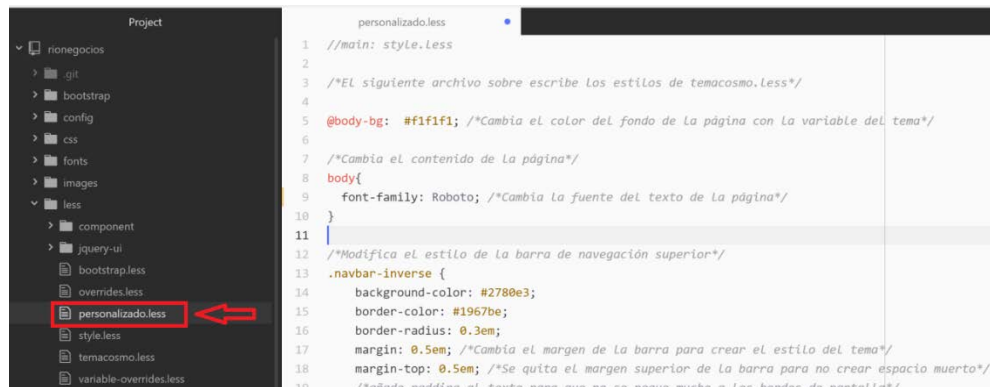 Project
rionegocios
.git
bootstrap
config
css
fonts
images
less
component
jquery-ui
bootstrap.less
overrides.less
personalizado.less
style.less
temacosmo.less
variable-overrides.less
personalizado.less
1 //main: style.less
2
3 /*El siguiente archivo sobre escribe los estilos de temacosmo.less*/
4
5 @body-bg: #f1f1f1; /*Cambia el color del fondo de la página con la variable del tema*/
6
7 /*Cambia el contenido de la página*/
8 body{
9 font-family: Roboto; /*Cambia la fuente del texto de la página*/
10 }
11
12 /*Modifica el estilo de la barra de navegación superior*/
13 .navbar-inverse {
14 background-color: #2780e3;
15 border-color: #1967be;
16 border-radius: 0.3em;
17 margin: 0.5em; /*Cambia el margen de la barra para crear el estilo del tema*/
18 margin-top: 0.5em; /*Se quita el margen superior de la barra para no crear espacio muerto*/